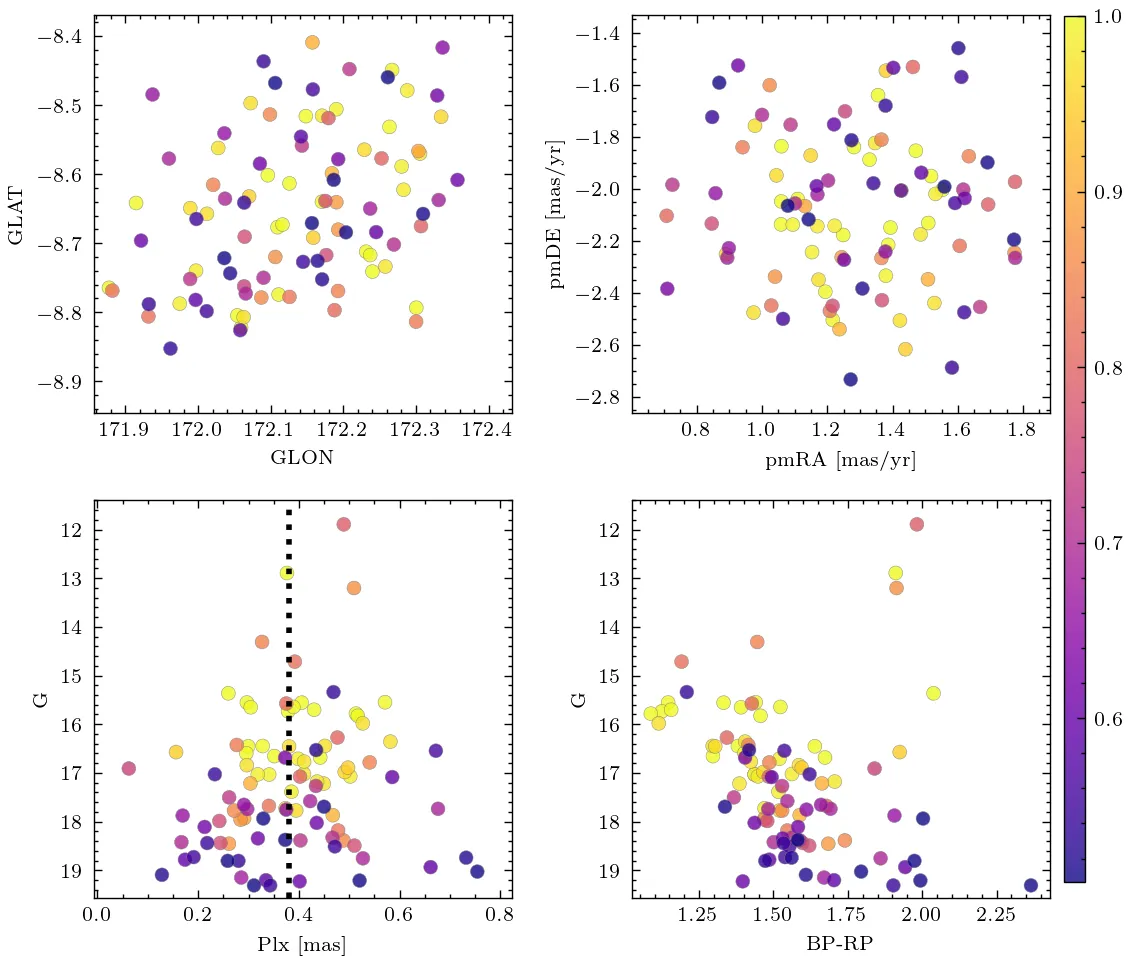 −8.4
−8.5
−8.6
−8.7
−8.8
−8.9
GLAT
171.9 172.0 172.1 172.2 172.3 172.4
GLON
−1.4
−1.6
−1.8
−2.0
−2.2
−2.4
−2.6
−2.8
pmDE [mas/yr]
0.8 1.0 1.2 1.4 1.6 1.8
pmRA [mas/yr]
1.0
0.9
0.8
0.7
0.6
12
13
14
15
16
17
18
19
G
0.0 0.2 0.4 0.6 0.8
Plx [mas]
12
13
14
15
16
17
18
19
G
1.25 1.50 1.75 2.00 2.25
BP-RP